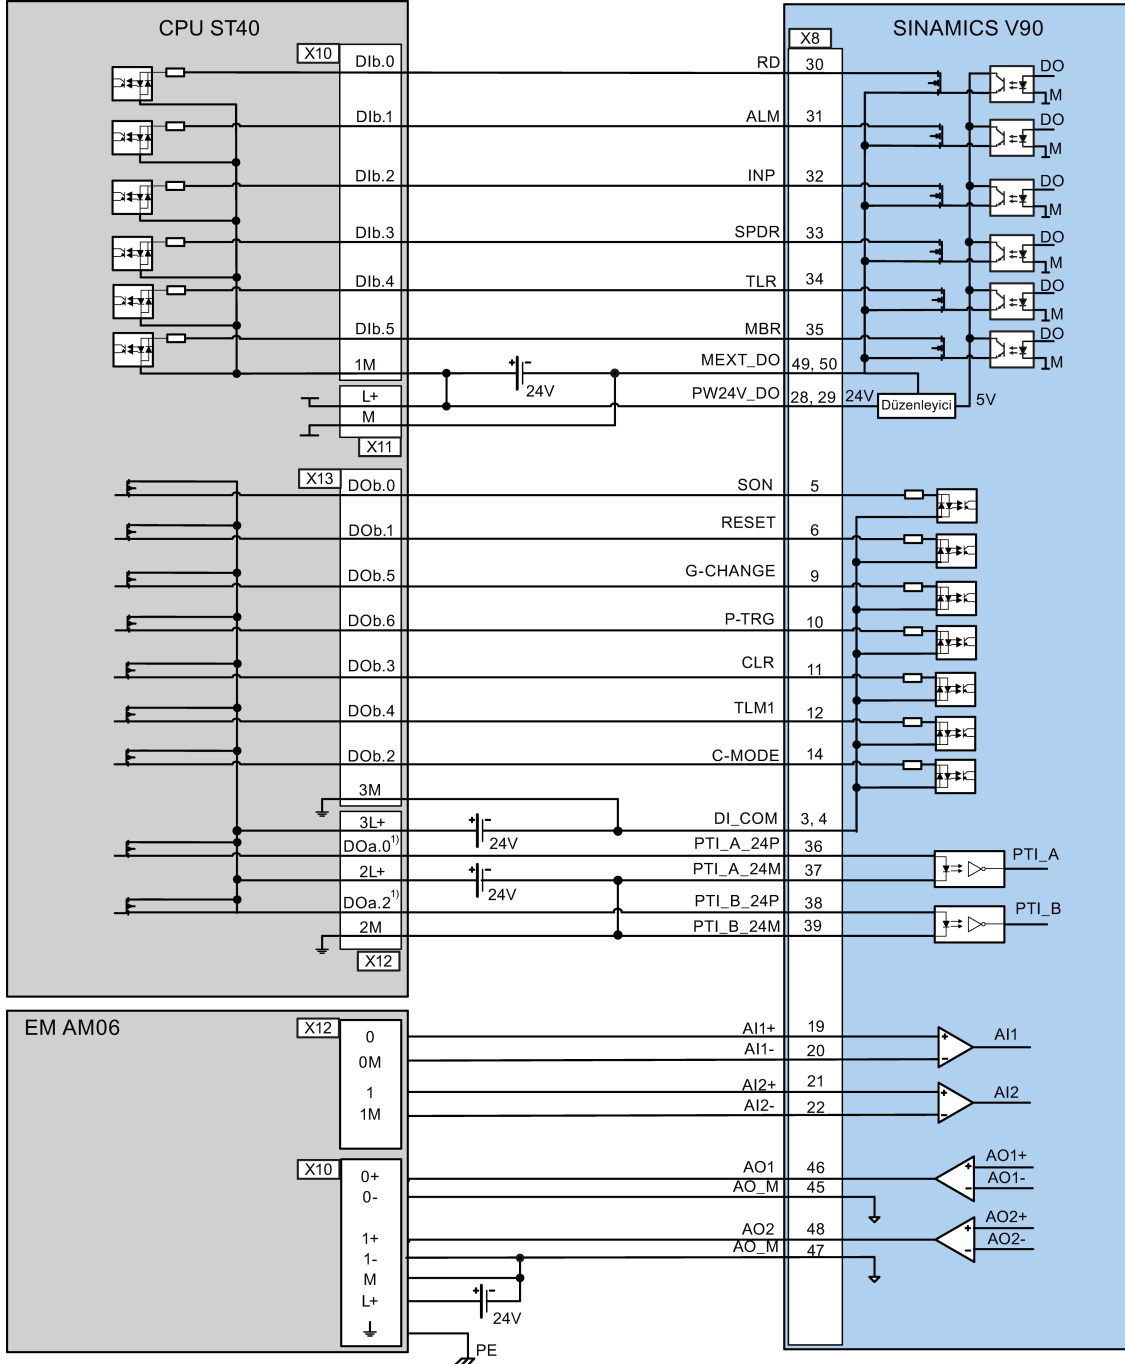 CPU ST40
SINAMICS V90
X10
X8
DIb.0 RD 30 DO
M
DIb.1 ALM 31 DO
M
DIb.2 INP 32 DO
M
DIb.3 SPDR 33 DO
M
DIb.4 TLR 34 DO
M
DIb.5 MBR 35 DO
M
1M + - 24V MEXT_DO 49, 50
L+ PW24V_DO 28, 29 24V Düzenleyici 5V
M
X11
X13
DOb.0 SON 5
DOb.1 RESET 6
DOb.5 G-CHANGE 9
DOb.6 P-TRG 10
DOb.3 CLR 11
DOb.4 TLM1 12
DOb.2 C-MODE 14
3M
3L+ + - 24V DI_COM 3, 4
DOa.0 1) PTI_A_24P 36 PTI_A
2L+ + - 24V PTI_A_24M 37
DOa.2 1) PTI_B_24P 38 PTI_B
2M PTI_B_24M 39
X12
EM AM06
X12
0 AI1+ 19 + AI1
0M AI1- 20 -
1 AI2+ 21 + AI2
1M AI2- 22 -
X10
0+ AO1 46 + AO1+
0- AO_M 45 - AO1-
1+ AO2 48 + AO2+
1- AO_M 47 - AO2-
M
L+ + - 24V
PE